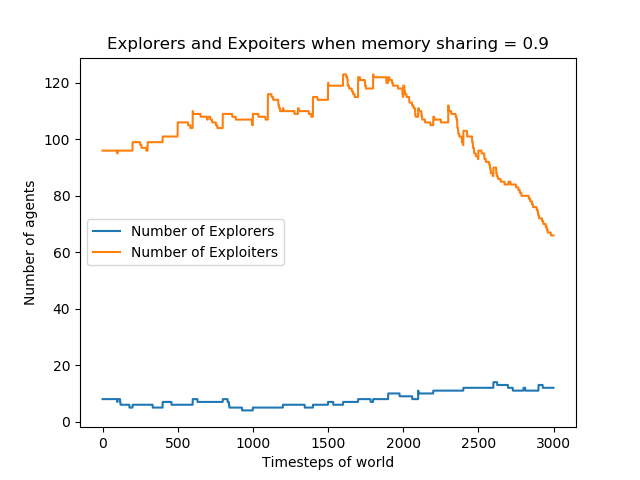 Explorers and Expoiters when memory sharing = 0.9
Number of agents
120
100
80
60
40
20
0
Number of Explorers
Number of Exploiters
0 500 1000 1500 2000 2500 3000
Timesteps of world